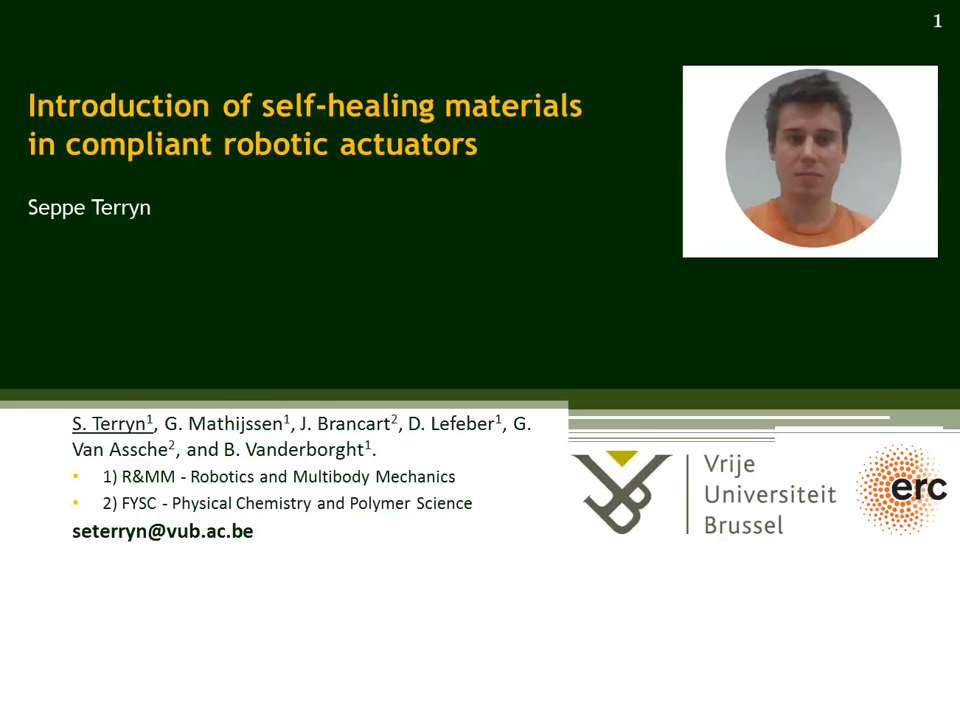 1
Introduction of self-healing materials
in compliant robotic actuators
Seppe Terryn
S. Terryn¹, G. Mathijssen¹, J. Brancart², D. Lefeber¹, G.
Van Assche², and B. Vanderborght¹.
• 1) R&MM - Robotics and Multibody Mechanics
• 2) FYSC - Physical Chemistry and Polymer Science
seterryn@vub.ac.be
Vrije
Universiteit
Brussel
erc